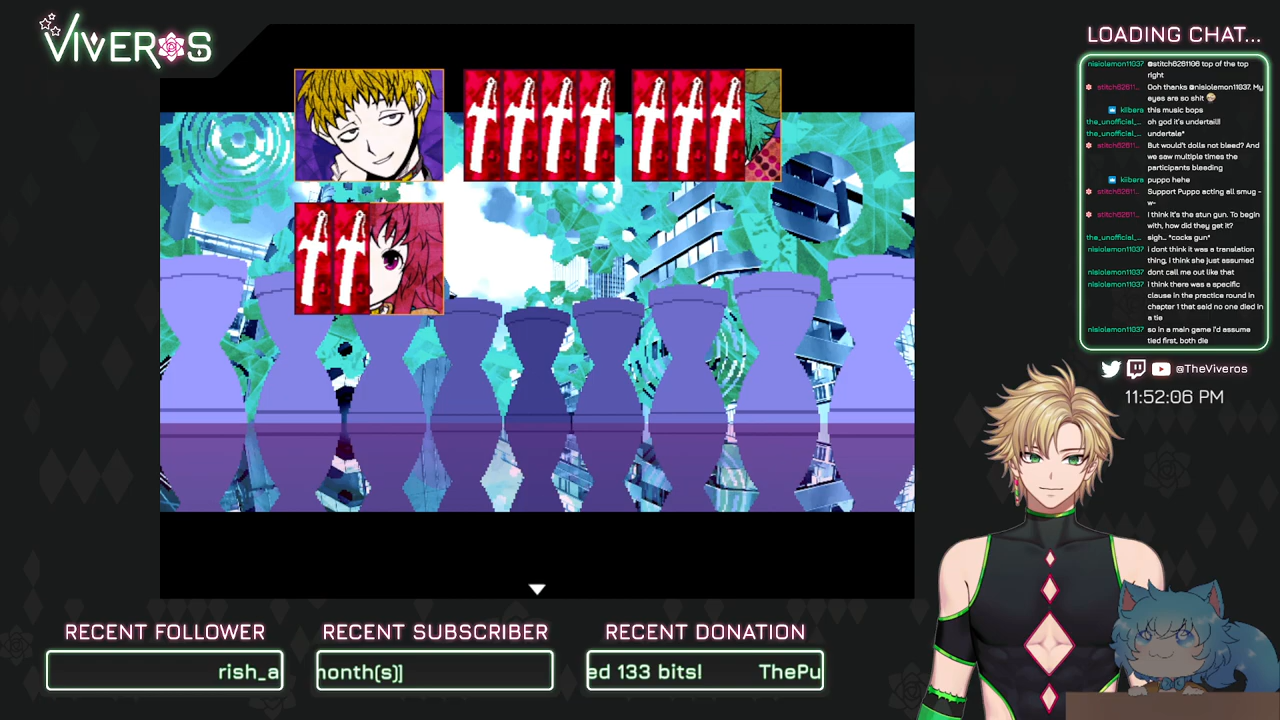 VIVEROS
LOADING CHAT...
nisiolemon11037 @stitch6261106 top of the top
right
stitch62611... Ooh thanks @nisiolemon11037. My
eyes are so shit
kiibera this music bops
the_unofficial_... oh god it's undertalll
the_unofficial_... undertale*
stitch62611... But would't dolls not bleed? And
we saw multiple times the
participants bleeding
kiibera puppo hehe
stitch62611... Support Puppo acting all smug -
w-
stitch62611... I think it's the stun gun. To begin
with, how did they get it?
the_unofficial_... sigh... *cocks gun*
nisiolemon11037 i dont think it was a translation
thing, i think she just assumed
nisiolemon11037 dont call me out like that
nisiolemon11037 i think there was a specific
clause in the practice round in
chapter 1 that said no one died in
a tie
nisiolemon11037 so in a main game i'd assume
tied first, both die
@TheViveros
11:52:06 PM
RECENT FOLLOWER
RECENT SUBSCRIBER
RECENT DONATION
rish_a
nonth(s)]
ed 133 bits! ThePu